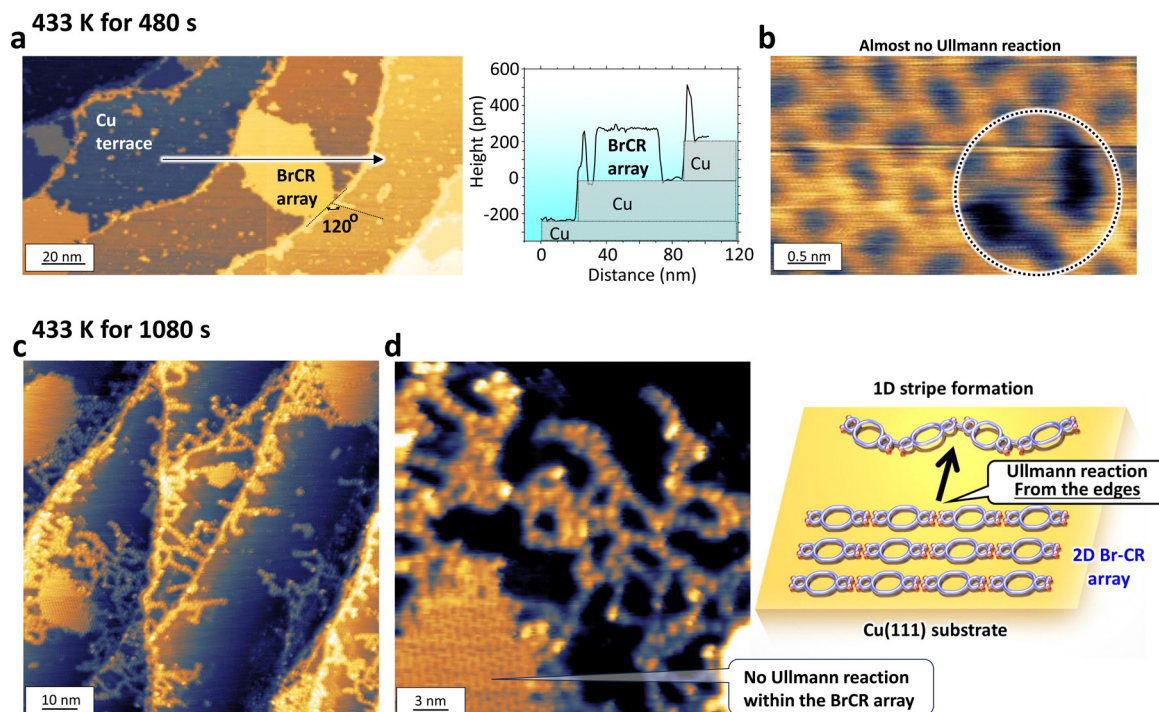 433 K for 480 s
a
Cu
terrace
BrCR
array
120°
20 nm
600
400
200
0
-200
Height (pm)
BrCR
array
Cu
Cu
Cu
0
40
80
120
Distance (nm)
b
Almost no Ullmann reaction
0.5 nm
433 K for 1080 s
c
10 nm
d
3 nm
No Ullmann reaction
within the BrCR array
1D stripe formation
Ullmann reaction
From the edges
2D Br-CR
array
Cu(111) substrate